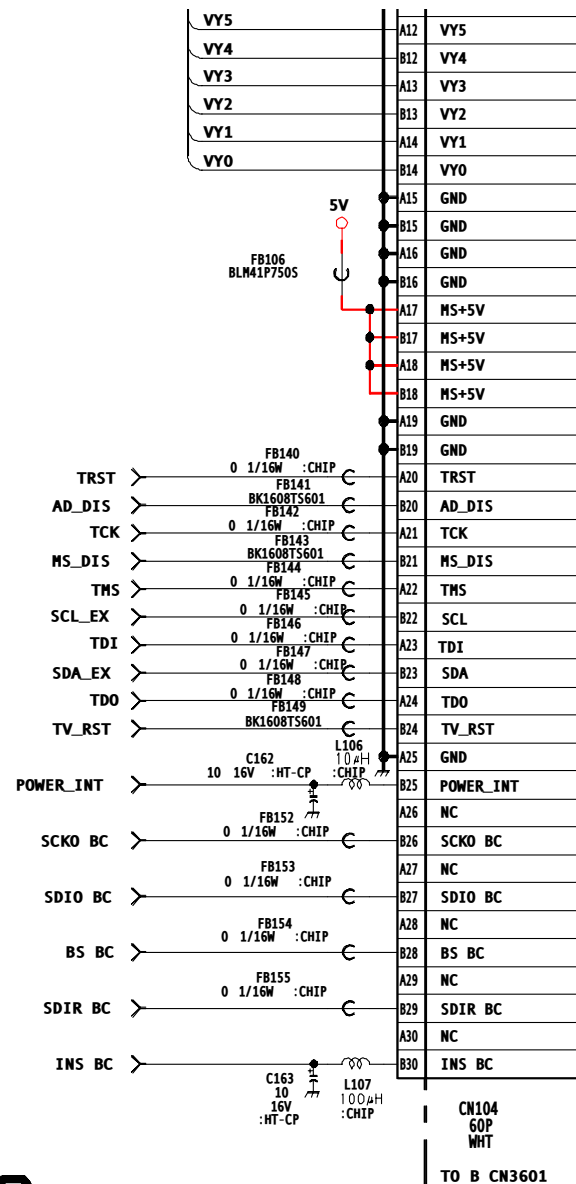 VY5 A12 VY5
VY4 B12 VY4
VY3 A13 VY3
VY2 B13 VY2
VY1 A14 VY1
VY0 B14 VY0
A15 GND
5V B15 GND
A16 GND
FB106
BLM41P750S
B16 GND
A17 MS+5V
B17 MS+5V
A18 MS+5V
B18 MS+5V
A19 GND
B19 GND
FB140
0 1/16W :CHIP
TRST A20 TRST
FB141
BK1608TS601
AD_DIS B20 AD_DIS
FB142
0 1/16W :CHIP
TCK A21 TCK
FB143
BK1608TS601
MS_DIS B21 MS_DIS
FB144
0 1/16W :CHIP
TMS A22 TMS
FB145
0 1/16W :CHIP
SCL_EX B22 SCL
FB146
0 1/16W :CHIP
TDI A23 TDI
FB147
0 1/16W :CHIP
SDA_EX B23 SDA
FB148
0 1/16W :CHIP
TDO A24 TDO
FB149
BK1608TS601
TV_RST B24 TV_RST
L106
10μH
:CHIP
A25 GND
C162
10 16V :HT-CP
POWER_INT B25 POWER_INT
A26 NC
FB152
0 1/16W :CHIP
SCKO BC B26 SCKO BC
A27 NC
FB153
0 1/16W :CHIP
SDIO BC B27 SDIO BC
A28 NC
FB154
0 1/16W :CHIP
BS BC B28 BS BC
A29 NC
FB155
0 1/16W :CHIP
SDIR BC B29 SDIR BC
A30 NC
INS BC B30 INS BC
C163
10
16V
:HT-CP
L107
100μH
:CHIP
CN104
60P
WHT
TO B CN3601